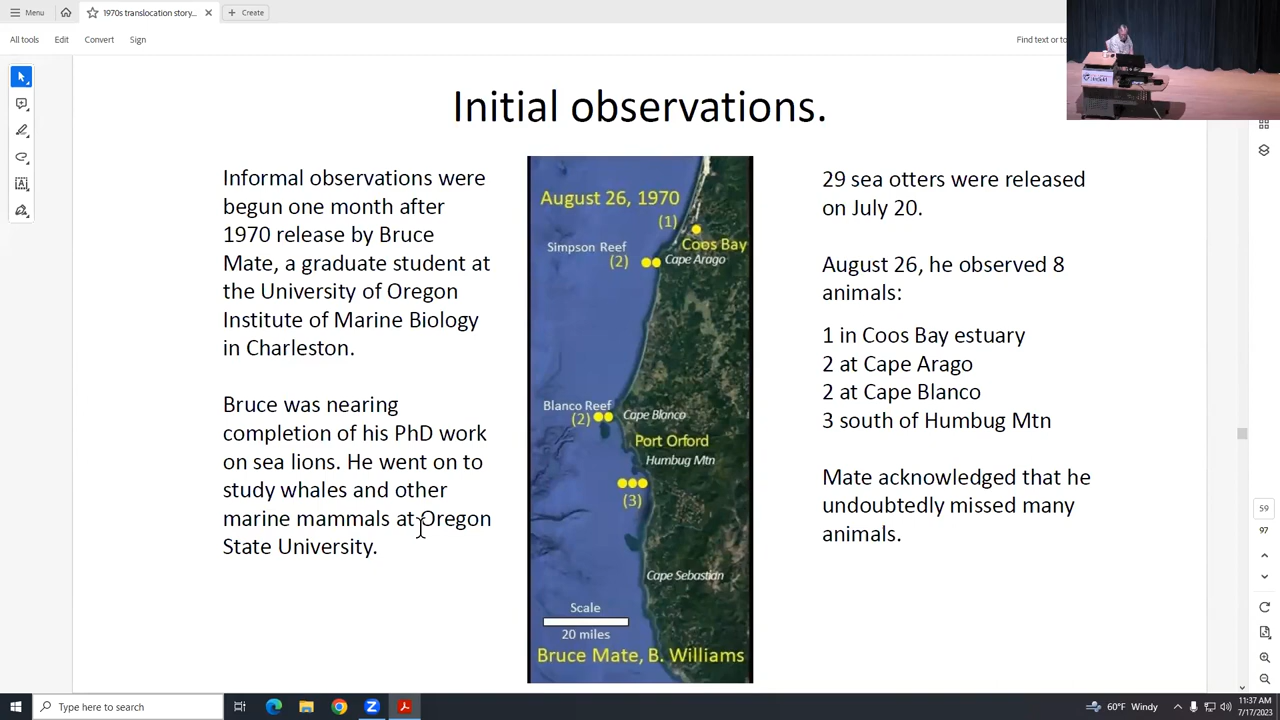 Menu
1970s translocation story...
Create
All tools
Edit
Convert
Sign
Find text or to
Initial observations.
Informal observations were
begun one month after
1970 release by Bruce
Mate, a graduate student at
the University of Oregon
Institute of Marine Biology
in Charleston.
Bruce was nearing
completion of his PhD work
on sea lions. He went on to
study whales and other
marine mammals at Oregon
State University.
August 26, 1970
(1)
Coos Bay
Simpson Reef
(2)
Cape Arago
Blanco Reef
(2)
Cape Blanco
Port Orford
Humbug Mtn
(3)
Cape Sebastian
Scale
20 miles
Bruce Mate, B. Williams
29 sea otters were released
on July 20.
August 26, he observed 8
animals:
1 in Coos Bay estuary
2 at Cape Arago
2 at Cape Blanco
3 south of Humbug Mtn
Mate acknowledged that he
undoubtedly missed many
animals.
59
97
Type here to search
60°F Windy
11:37 AM
7/17/2023